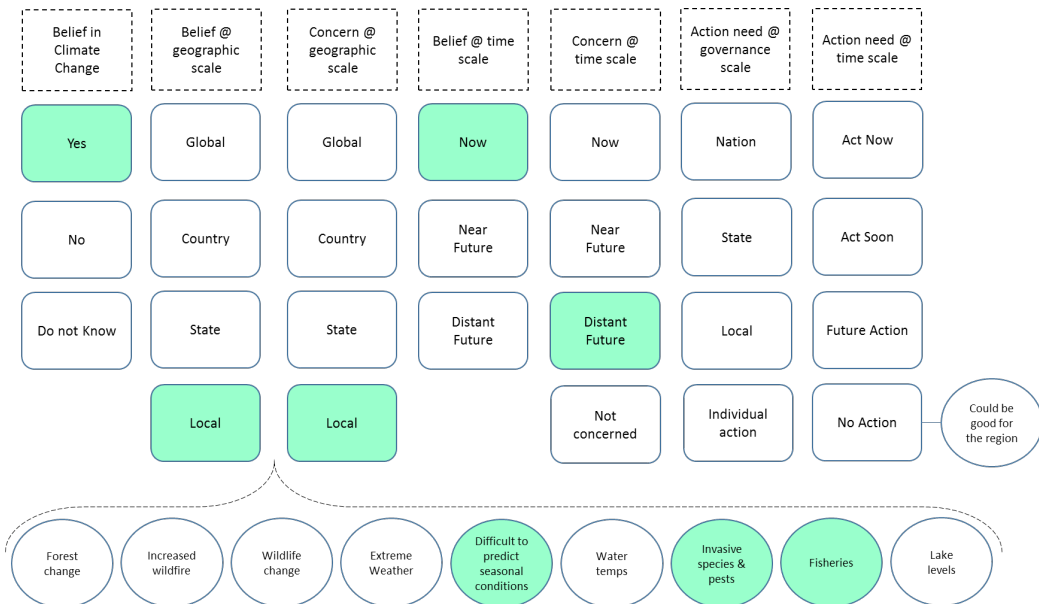 Belief in
Climate
Change
Belief @
geographic
scale
Concern @
geographic
scale
Belief @ time
scale
Concern @
time scale
Action need @
governance
scale
Action need @
time scale
Yes
Global
Global
Now
Now
Nation
Act Now
No
Country
Country
Near
Future
Near
Future
State
Act Soon
Do not Know
State
State
Distant
Future
Distant
Future
Local
Future Action
Local
Local
Not
concerned
Individual
action
No Action
Could be
good for
the region
Forest
change
Increased
wildfire
Wildlife
change
Extreme
Weather
Difficult to
predict
seasonal
conditions
Water
temps
Invasive
species &
pests
Fisheries
Lake
levels